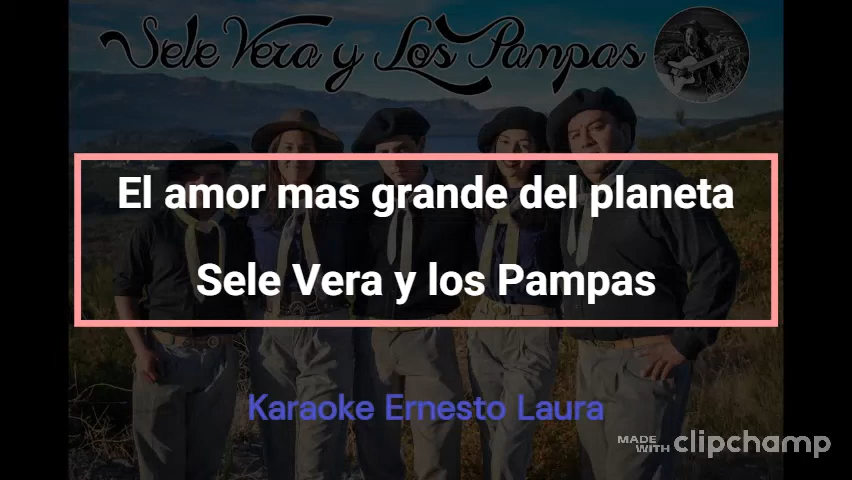 Sele Vera y Los Pampas
El amor mas grande del planeta
Sele Vera y los Pampas
Karaoke Ernesto Laura
MADE WITH clipchamp